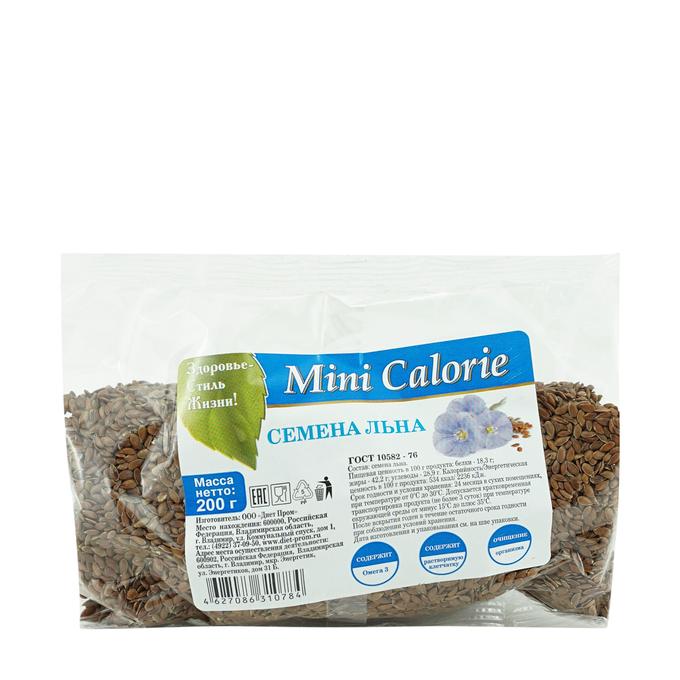 Здоровье-
Стиль
Жизни!
Mini Calorie
СЕМЕНА ЛЬНА
Масса
нетто:
200 г
EAC
5
PP
Изготовитель: ООО «Диет Пром»
Место нахождения: 600000, Российская
Федерация, Владимирская область,
г. Владимир, ул. Коммунальный спуск, дом 1,
тел.: (4922) 37-09-50, www.diet-prom.ru
Адрес места осуществления деятельности:
600902, Российская Федерация, Владимирская
область, г. Владимир, мкр. Энергетик,
ул. Энергетиков, дом 31 Б.
4 627086 310784
ГОСТ 10582 - 76
Состав: семена льна.
Пищевая ценность в 100 г продукта: белки - 18,3 г;
жиры - 42,2 г; углеводы - 28,9 г. Калорийность/Энергетическая
ценность в 100 г продукта: 534 ккал/ 2236 кДж.
Срок годности и условия хранения: 24 месяца в сухих помещениях,
при температуре от 0°С до 30°С. Допускается кратковременная
транспортировка продукта (не более 3 суток) при температуре
окружающей среды от минус 15°С до плюс 35°С.
После вскрытия годен в течение остаточного срока годности
при соблюдении условий хранения.
Дата изготовления и упаковывания см. на шве упаковки.
СОДЕРЖИТ
Омега 3
СОДЕРЖИТ
растворимую
клетчатку
ОЧИЩЕНИЕ
организма